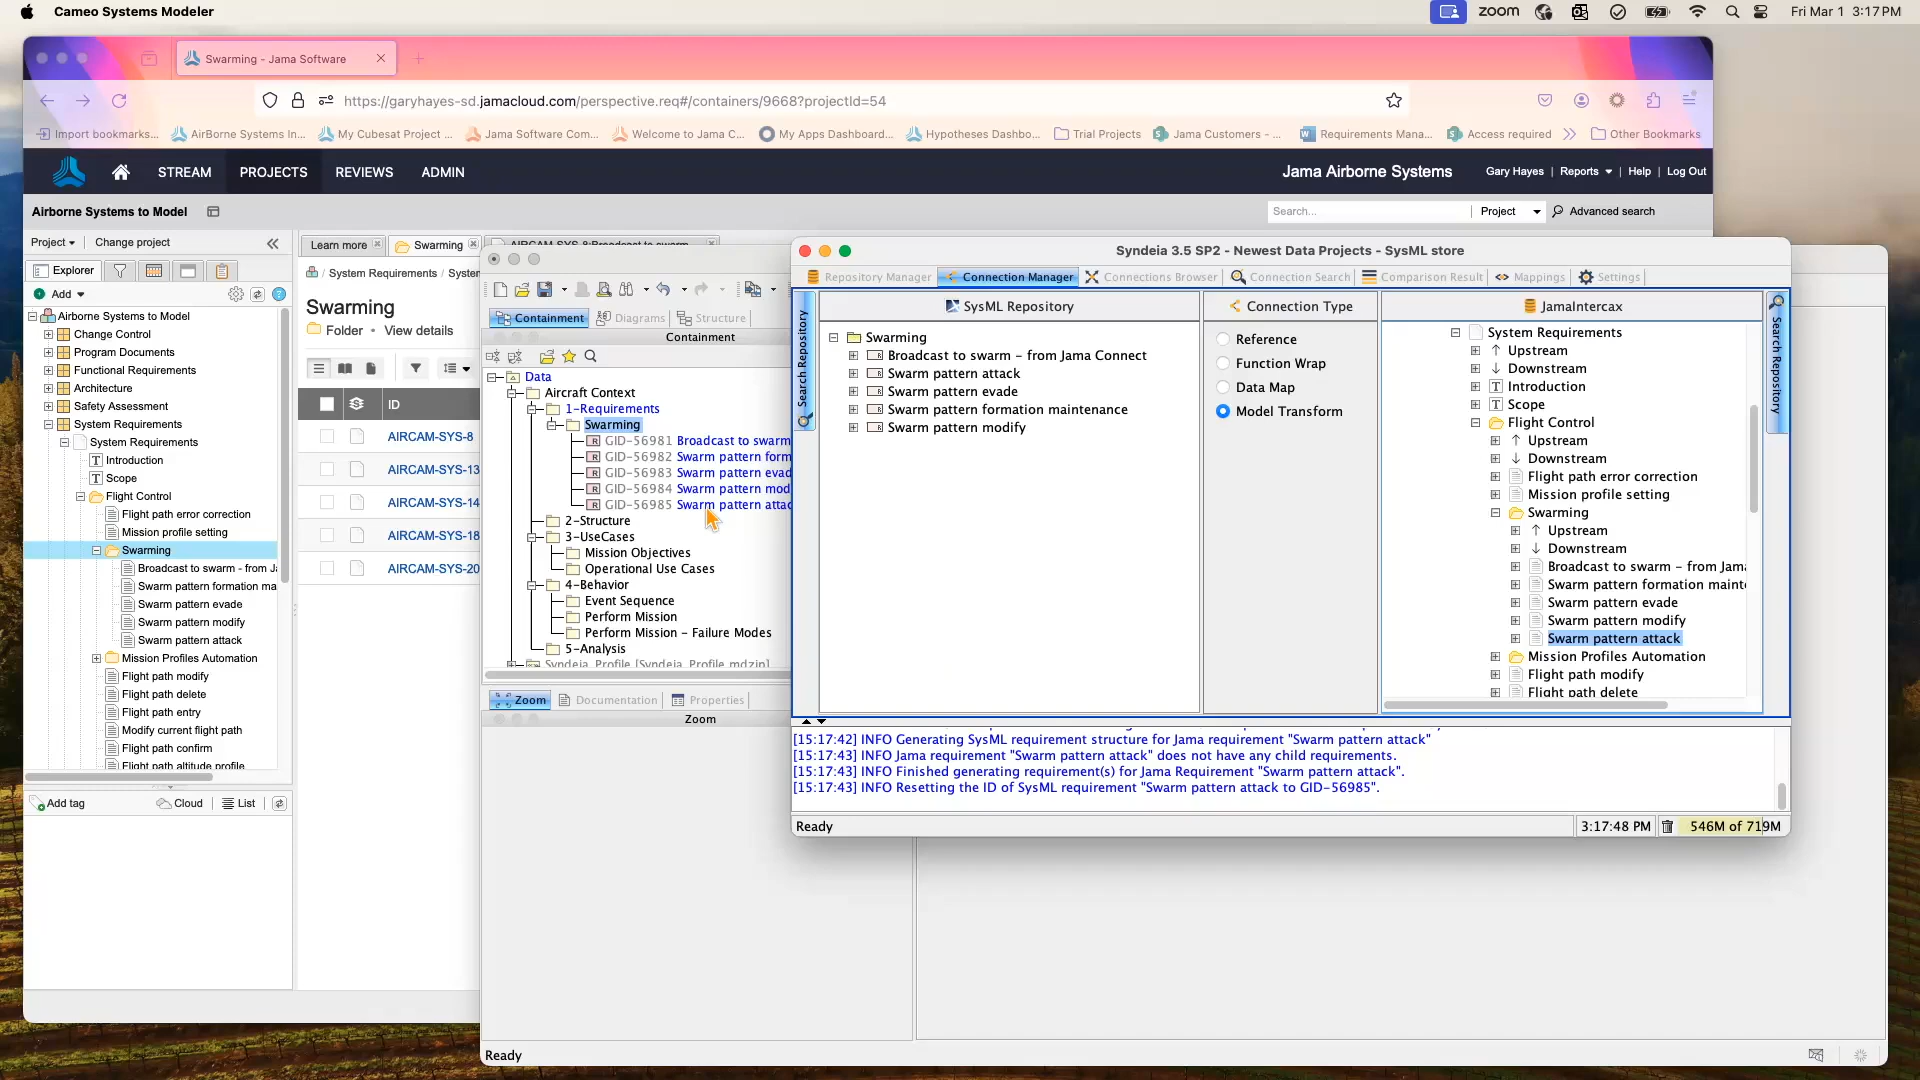 Cameo Systems Modeler
zoom
Fri Mar 1 3:17 PM
Swarming - Jama Software
https://garyhayes-sd.jamacloud.com/perspective.req#/containers/9668?projectId=54
Import bookmarks...
AirBorne Systems In...
My Cubesat Project ...
Jama Software Com...
Welcome to Jama C...
My Apps Dashboard...
Hypotheses Dashbo...
Trial Projects
Jama Customers - ...
Requirements Mana...
Access required
Other Bookmarks
STREAM
PROJECTS
REVIEWS
ADMIN
Jama Airborne Systems
Gary Hayes | Reports | Help | Log Out
Airborne Systems to Model
Search...
Project
Advanced search
Project
Change project
Explorer
Add
Airborne Systems to Model
Change Control
Program Documents
Functional Requirements
Architecture
Safety Assessment
System Requirements
System Requirements
Introduction
Scope
Flight Control
Flight path error correction
Mission profile setting
Swarming
Broadcast to swarm - from Ja
Swarm pattern formation ma
Swarm pattern evade
Swarm pattern modify
Swarm pattern attack
Mission Profiles Automation
Flight path modify
Flight path delete
Flight path entry
Modify current flight path
Flight path confirm
Flight path altitude profile
Add tag
Cloud
List
Learn more
Swarming
AIRCAM-SYS-8:Broadcast to swarm
/ System Requirements / System
Swarming
Folder • View details
ID
AIRCAM-SYS-8
AIRCAM-SYS-13
AIRCAM-SYS-14
AIRCAM-SYS-18
AIRCAM-SYS-20
Containment
Diagrams
Structure
Containment
Data
Aircraft Context
1-Requirements
Swarming
GID-56981 Broadcast to swarm
GID-56982 Swarm pattern form
GID-56983 Swarm pattern evad
GID-56984 Swarm pattern mod
GID-56985 Swarm pattern attac
2-Structure
3-UseCases
Mission Objectives
Operational Use Cases
4-Behavior
Event Sequence
Perform Mission
Perform Mission - Failure Modes
5-Analysis
Syndeia Profile [Syndeia Profile.mdzip]
Zoom
Documentation
Properties
Zoom
Ready
Syndeia 3.5 SP2 - Newest Data Projects - SysML store
Repository Manager
Connection Manager
Connections Browser
Connection Search
Comparison Result
Mappings
Settings
Search Repository
SysML Repository
Swarming
Broadcast to swarm - from Jama Connect
Swarm pattern attack
Swarm pattern evade
Swarm pattern formation maintenance
Swarm pattern modify
Connection Type
Reference
Function Wrap
Data Map
Model Transform
JamaIntercax
System Requirements
Upstream
Downstream
Introduction
Scope
Flight Control
Upstream
Downstream
Flight path error correction
Mission profile setting
Swarming
Upstream
Downstream
Broadcast to swarm - from Jama
Swarm pattern formation mainte
Swarm pattern evade
Swarm pattern modify
Swarm pattern attack
Mission Profiles Automation
Flight path modify
Flight path delete
Search Repository
[15:17:42] INFO Generating SysML requirement structure for Jama requirement "Swarm pattern attack"
[15:17:43] INFO Jama requirement "Swarm pattern attack" does not have any child requirements.
[15:17:43] INFO Finished generating requirement(s) for Jama Requirement "Swarm pattern attack".
[15:17:43] INFO Resetting the ID of SysML requirement "Swarm pattern attack to GID-56985".
Ready
3:17:48 PM
546M of 719M